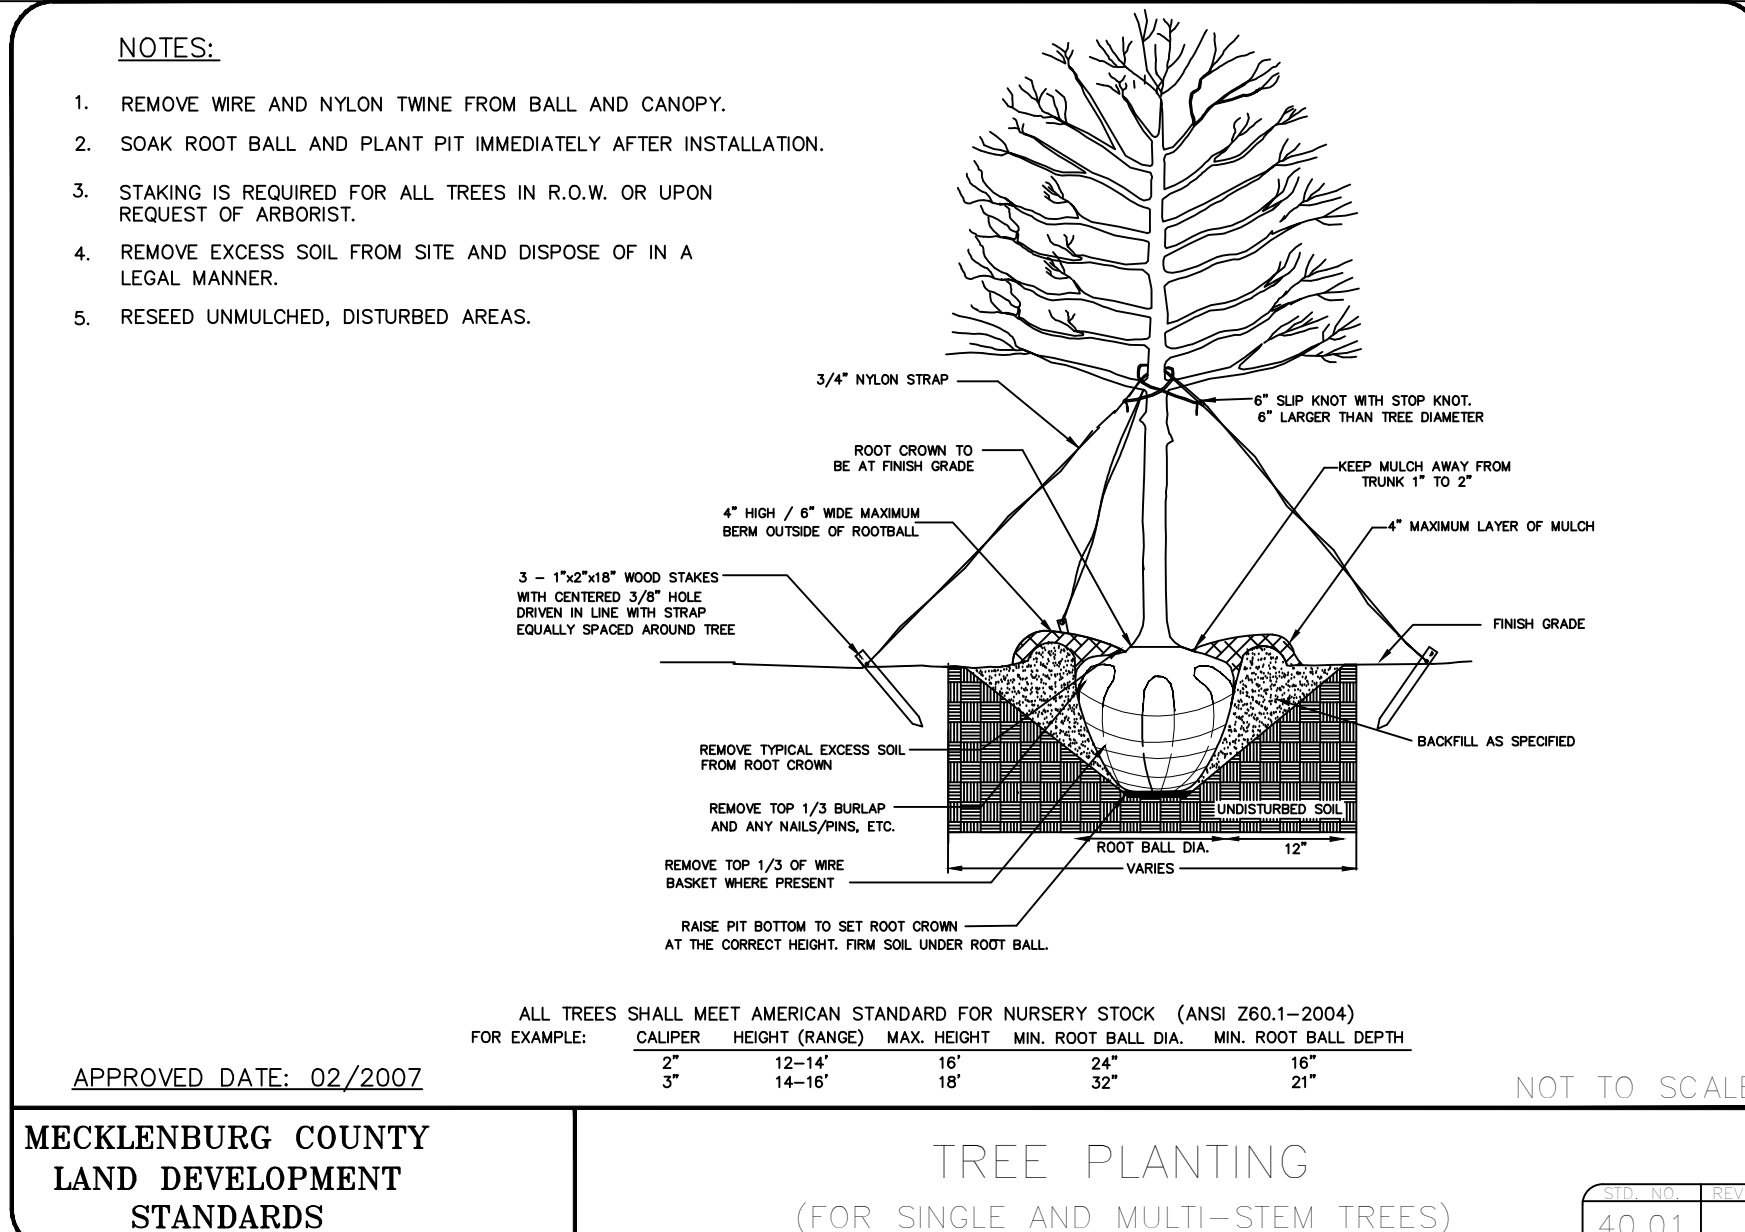 NOTES:
1. REMOVE WIRE AND NYLON TWINE FROM BALL AND CANOPY.
2. SOAK ROOT BALL AND PLANT PIT IMMEDIATELY AFTER INSTALLATION.
3. STAKING IS REQUIRED FOR ALL TREES IN R.O.W. OR UPON
REQUEST OF ARBORIST.
4. REMOVE EXCESS SOIL FROM SITE AND DISPOSE OF IN A
LEGAL MANNER.
5. RESEED UNMULCHED, DISTURBED AREAS.
3/4" NYLON STRAP
6" SLIP KNOT WITH STOP KNOT.
6" LARGER THAN TREE DIAMETER
ROOT CROWN TO
BE AT FINISH GRADE
KEEP MULCH AWAY FROM
TRUNK 1" TO 2"
4" HIGH / 6" WIDE MAXIMUM
BERM OUTSIDE OF ROOTBALL
4" MAXIMUM LAYER OF MULCH
3 - 1"x2"x18" WOOD STAKES
WITH CENTERED 3/8" HOLE
DRIVEN IN LINE WITH STRAP
EQUALLY SPACED AROUND TREE
FINISH GRADE
REMOVE TYPICAL EXCESS SOIL
FROM ROOT CROWN
BACKFILL AS SPECIFIED
REMOVE TOP 1/3 BURLAP
AND ANY NAILS/PINS, ETC.
UNDISTURBED SOIL
ROOT BALL DIA. 12"
VARIES
REMOVE TOP 1/3 OF WIRE
BASKET WHERE PRESENT
RAISE PIT BOTTOM TO SET ROOT CROWN
AT THE CORRECT HEIGHT. FIRM SOIL UNDER ROOT BALL.
ALL TREES SHALL MEET AMERICAN STANDARD FOR NURSERY STOCK (ANSI Z60.1-2004)
FOR EXAMPLE: CALIPER HEIGHT (RANGE) MAX. HEIGHT MIN. ROOT BALL DIA. MIN. ROOT BALL DEPTH
2" 12-14' 16' 24" 16"
3" 14-16' 18' 32" 21"
APPROVED DATE: 02/2007
NOT TO SCALE
MECKLENBURG COUNTY
LAND DEVELOPMENT
STANDARDS
TREE PLANTING
(FOR SINGLE AND MULTI-STEM TREES)
STD. NO. REV
40.01